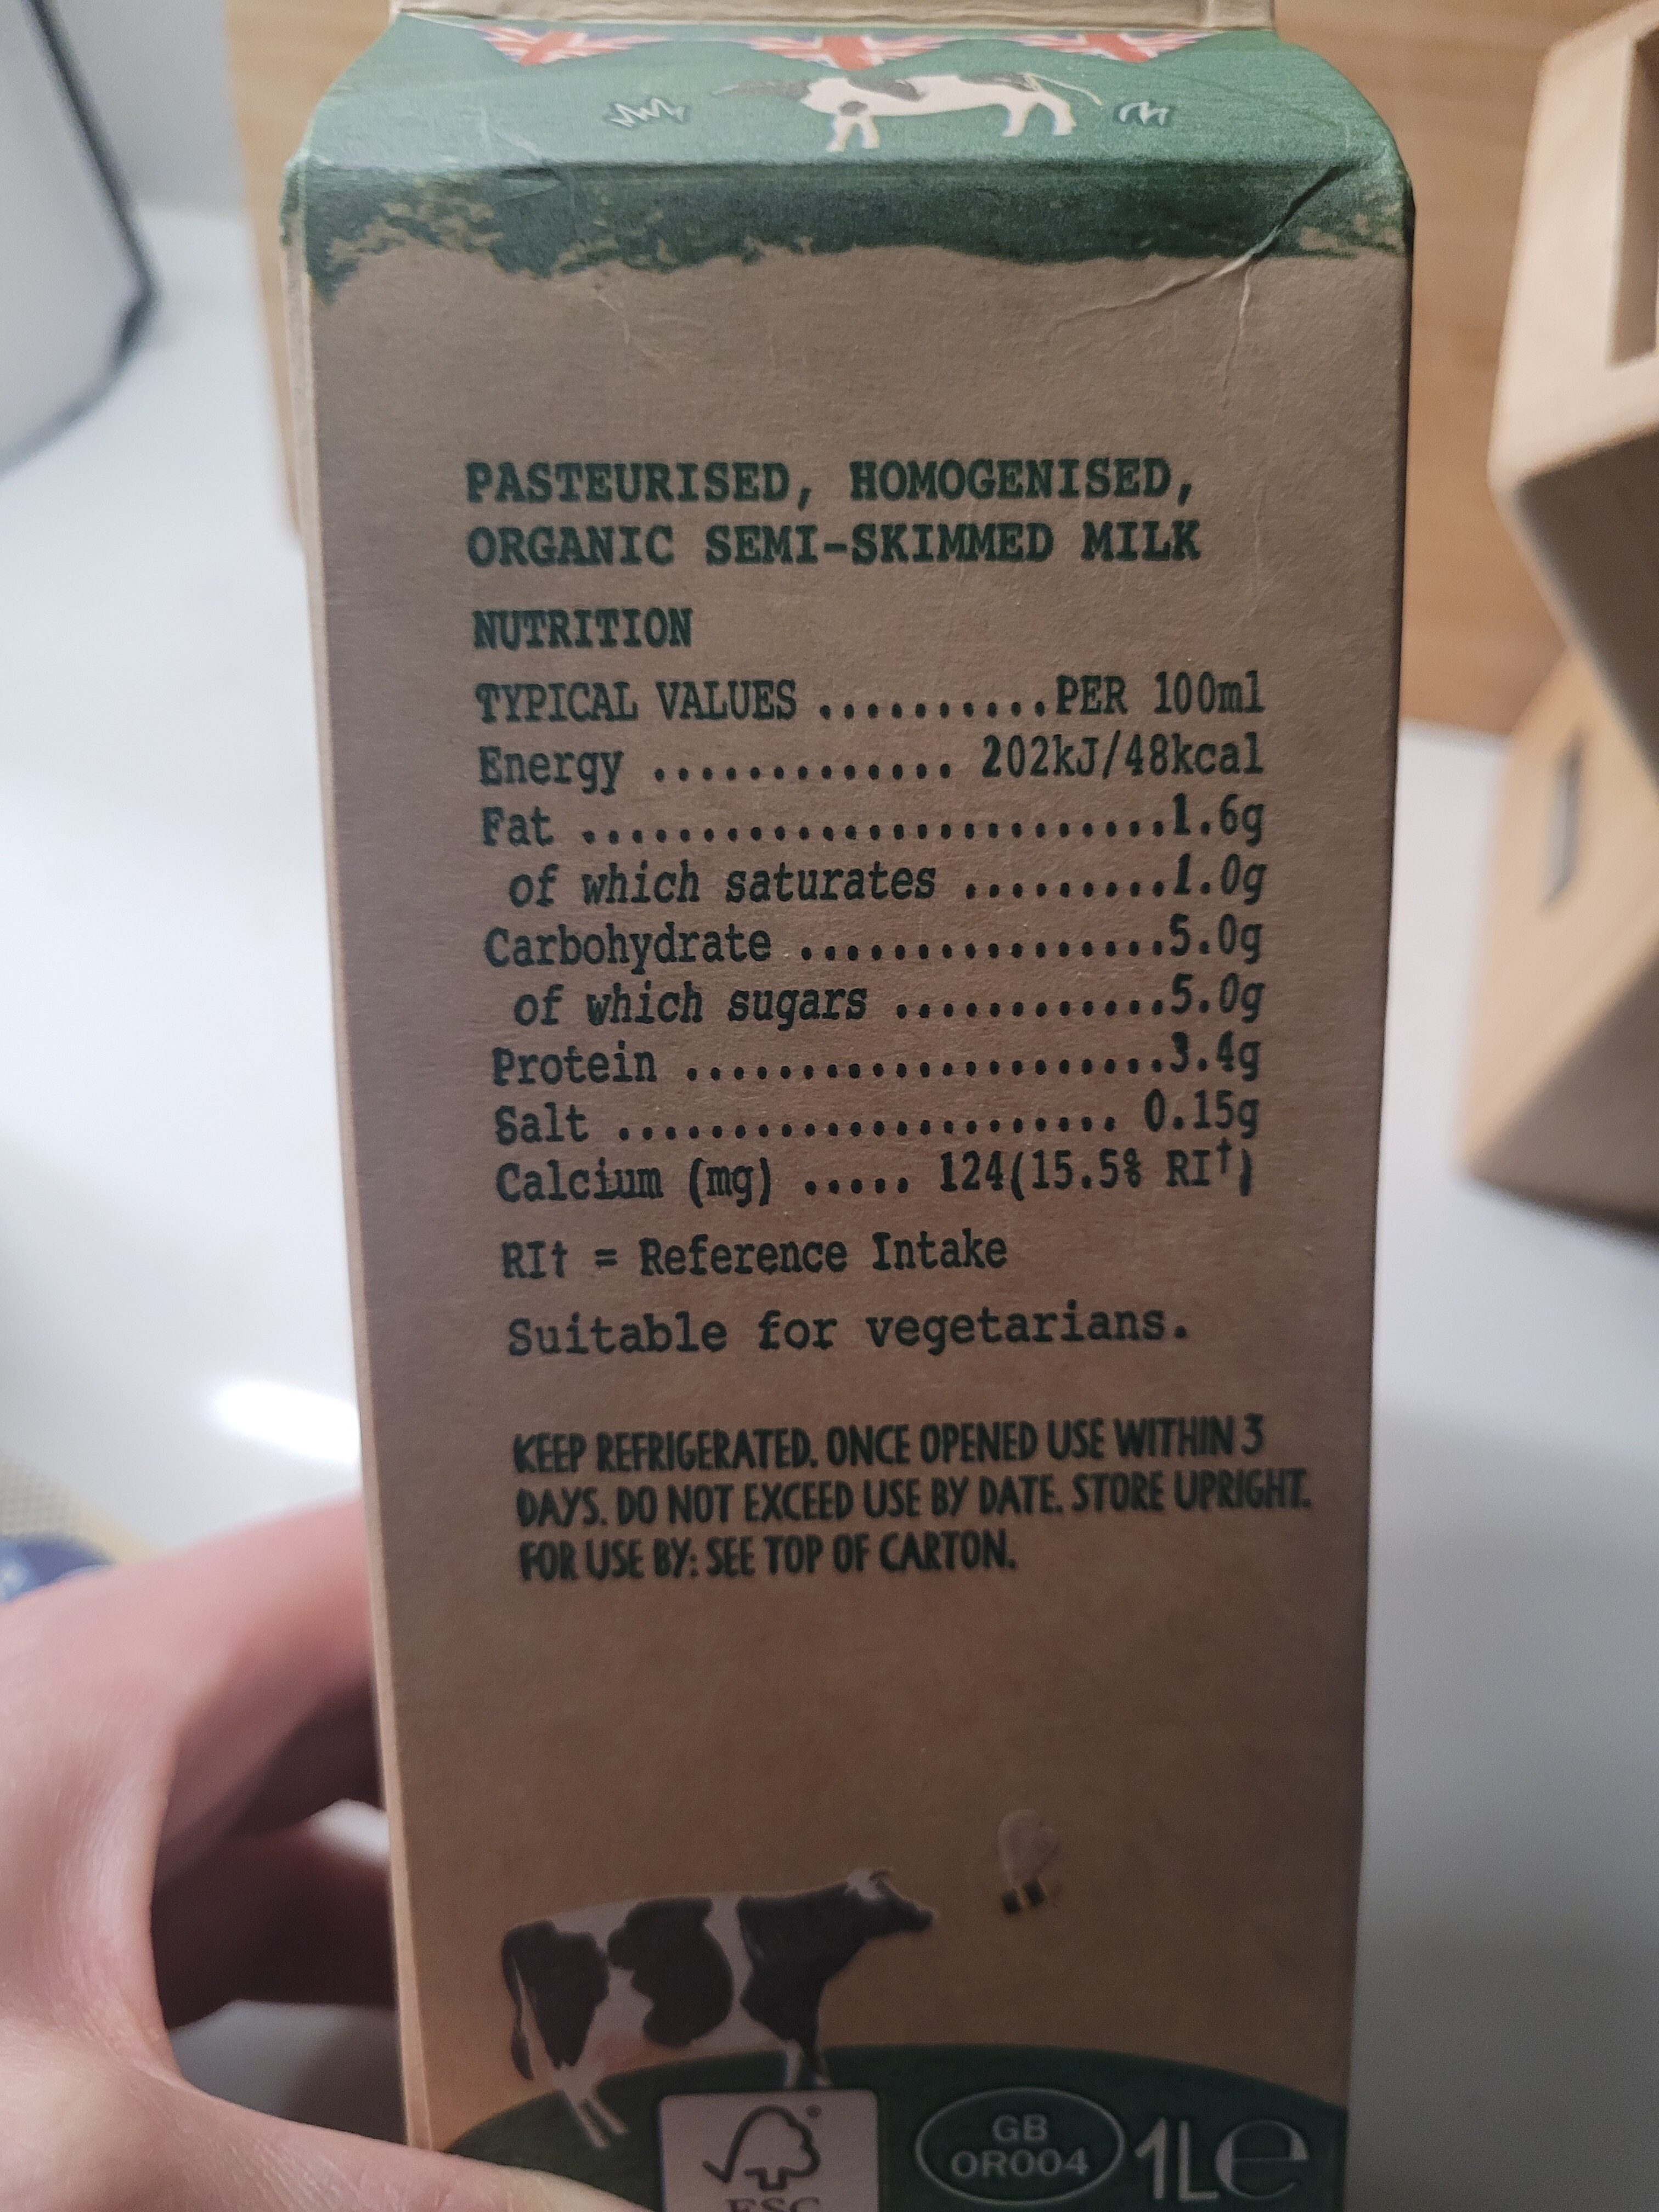 PASTEURISED, HOMOGENISED,
ORGANIC SEMI-SKIMMED MILK
NUTRITION
TYPICAL VALUES ..........PER 100ml
Energy ............. 202kJ/48kcal
Fat .........................1.6g
of which saturates .........1.0g
Carbohydrate ................5.0g
of which sugars ............5.0g
Protein .....................3.4g
Salt ...................... 0.15g
Calcium (mg) ..... 124(15.5% RI†)
RI† = Reference Intake
Suitable for vegetarians.
KEEP REFRIGERATED. ONCE OPENED USE WITHIN 3
DAYS. DO NOT EXCEED USE BY DATE. STORE UPRIGHT.
FOR USE BY: SEE TOP OF CARTON.
GB
OR004
1L℮
FSC